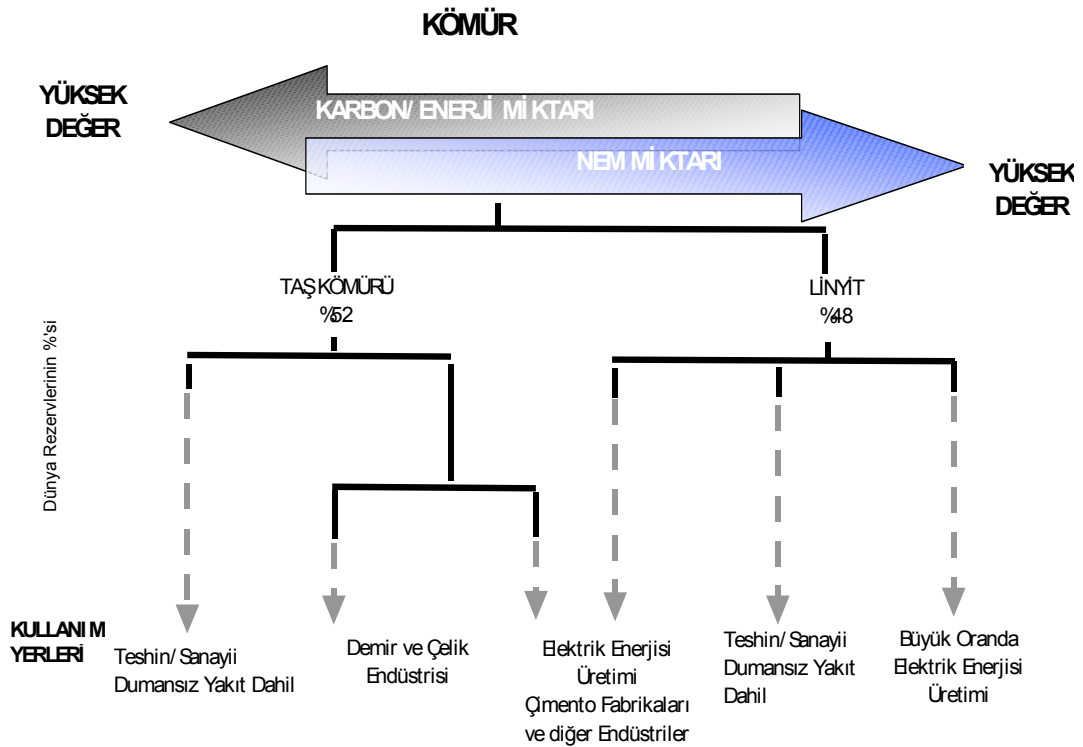 KÖMÜR
YÜKSEK
DEĞER
KARBON/ ENERJİ MİKTARI
NEM MİKTARI
YÜKSEK
DEĞER
TAŞ KÖMÜRÜ
%52
LİNYİT
%48
Dünya Rezervlerinin %'si
KULLANIM
YERLERİ
Teshin/ Sanayii
Dumansız Yakıt Dahil
Demir ve Çelik
Endüstrisi
Elektrik Enerjisi
Üretimi
Çimento Fabrikaları
ve diğer Endüstriler
Teshin/ Sanayii
Dumansız Yakıt
Dahil
Büyük Oranda
Elektrik Enerjisi
Üretimi